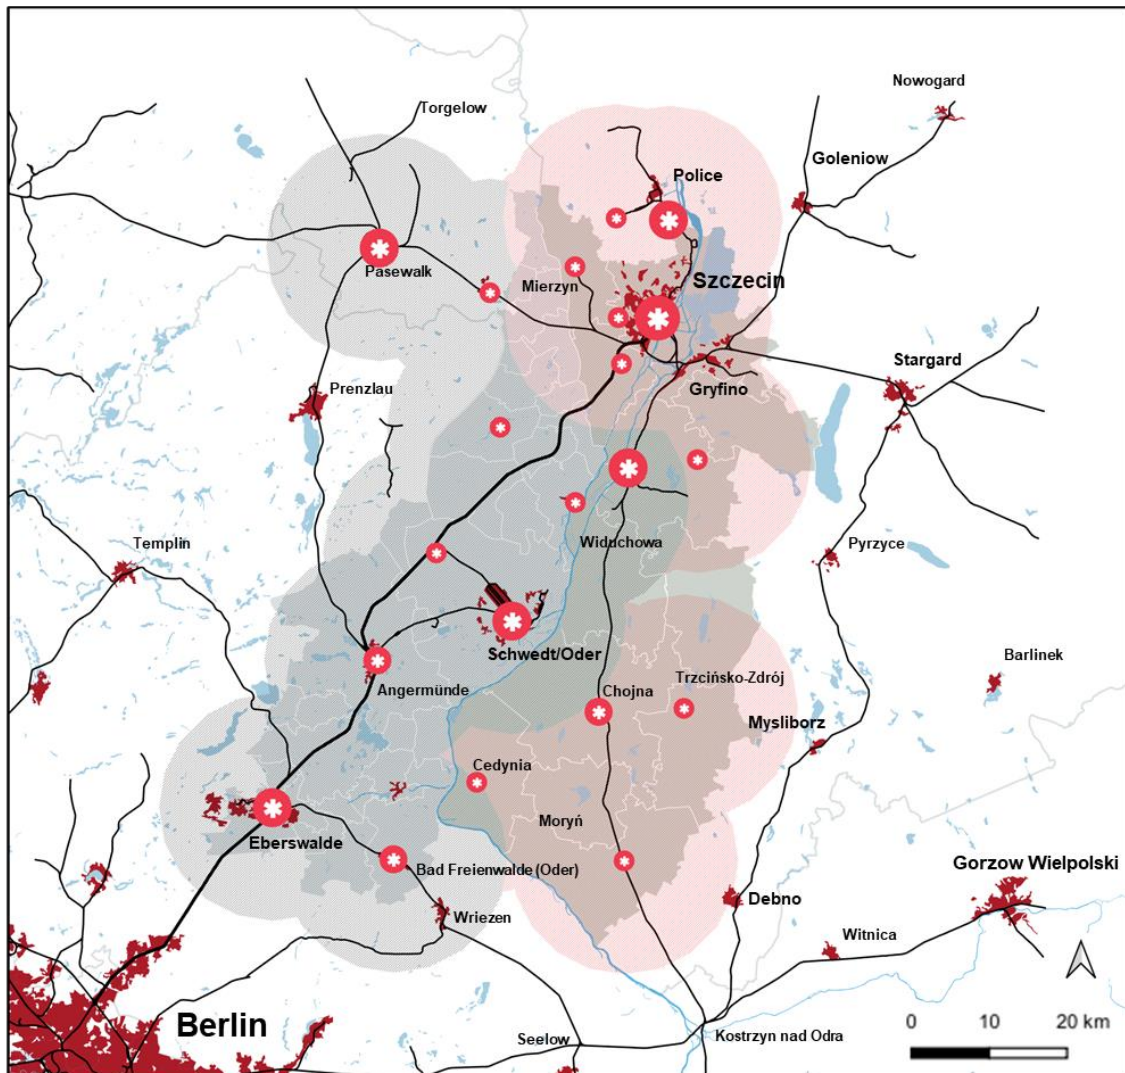 Nowogard
Torgelow
Goleniow
Police
Pasewalk
Mierzyn
Szczecin
Stargard
Prenzlau
Gryfino
Templin
Widuchowa
Pyrzyce
Schwedt/Oder
Barlinek
Angermünde
Chojna
Trzcińsko-Zdrój
Mysliborz
Cedynia
Moryń
Eberswalde
Bad Freienwalde (Oder)
Gorzow Wielpolski
Debno
Wriezen
Witnica
Berlin
Seelow
Kostrzyn nad Odra
0 10 20 km